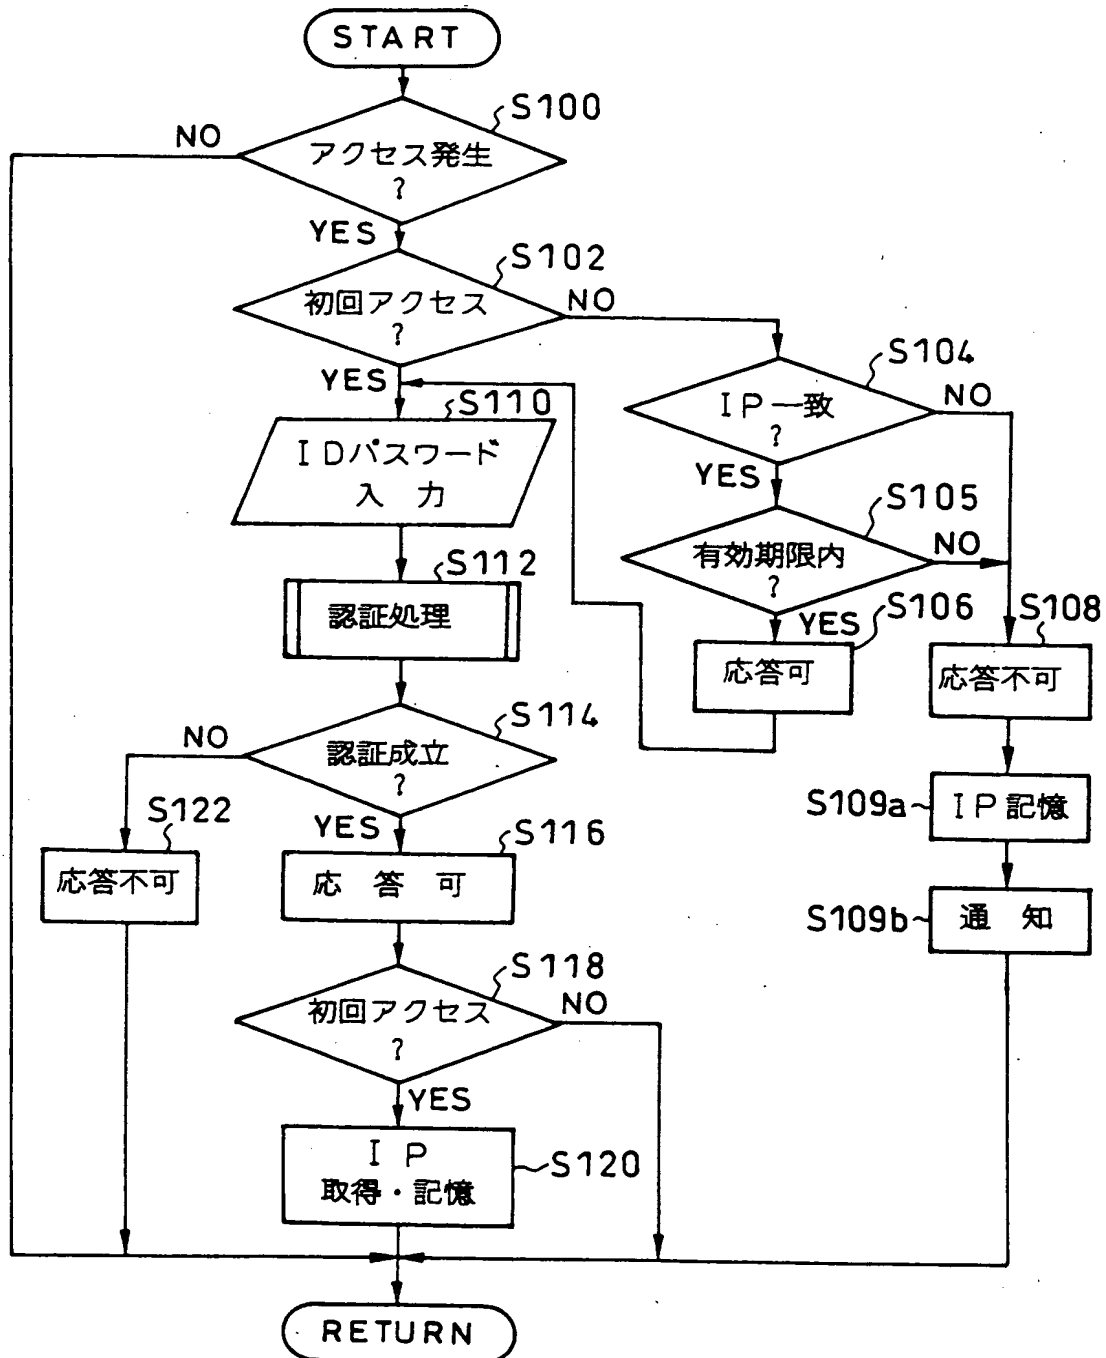 START
S100
NO
アクセス発生
?
YES
S102
初回アクセス
?
NO
YES
S104
IP一致
?
NO
YES
S110
IDパスワード
入力
S105
有効期限内
?
NO
YES
S112
認証処理
S106
応答可
S108
応答不可
S114
NO
認証成立
?
YES
S109a
IP記憶
S122
応答不可
S116
応答可
S109b
通知
S118
初回アクセス
?
NO
YES
IP
取得・記憶
S120
RETURN